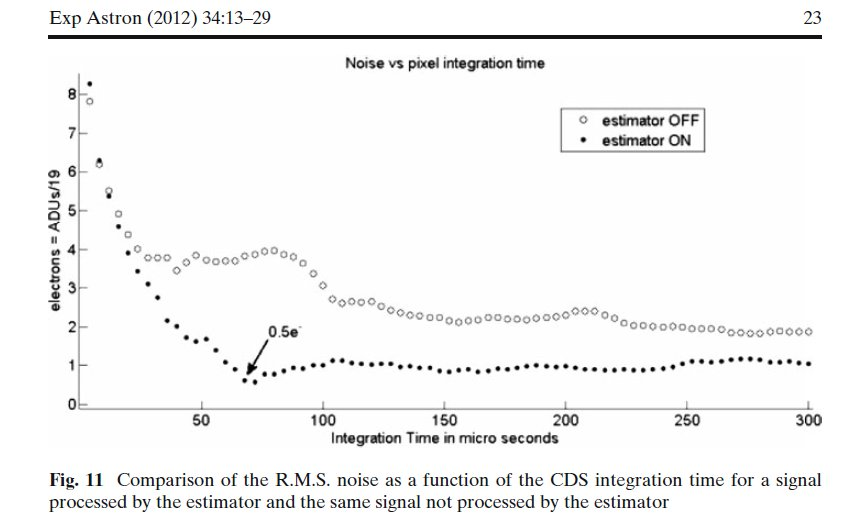 Exp Astron (2012) 34:13–29 23
Noise vs pixel integration time
8
7
6
5
4
3
2
1
0
electrons = ADUs/19
estimator OFF
estimator ON
0.5e⁻
50 100 150 200 250 300
Integration Time in micro seconds
Fig. 11 Comparison of the R.M.S. noise as a function of the CDS integration time for a signal
processed by the estimator and the same signal not processed by the estimator